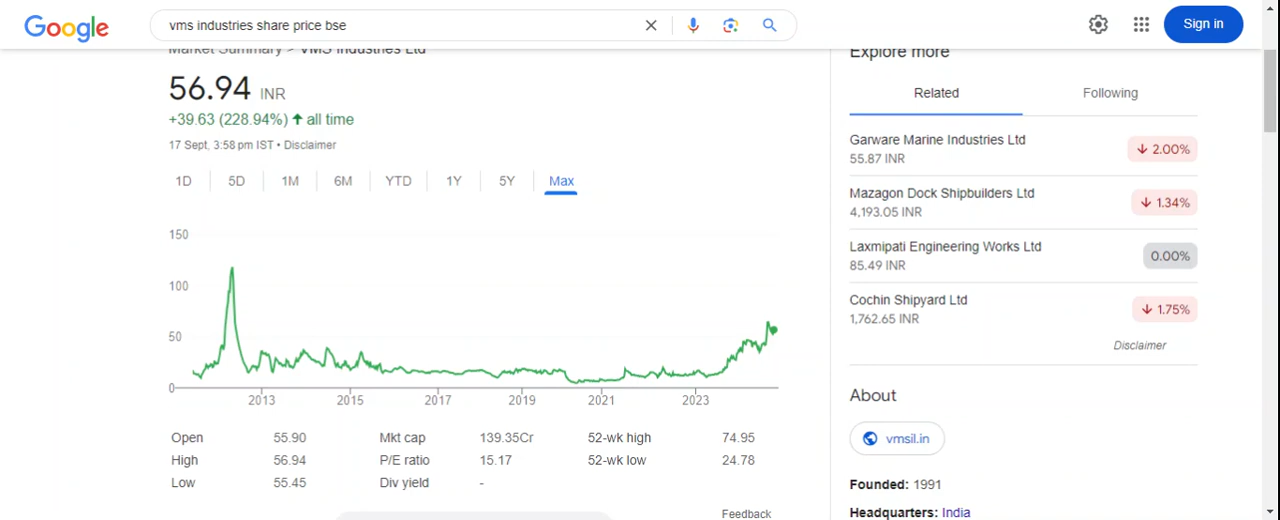 Google
vms industries share price bse
Sign in
Market Summary > VMS Industries Ltd
56.94 INR
+39.63 (228.94%) ↑ all time
17 Sept, 3:58 pm IST • Disclaimer
1D 5D 1M 6M YTD 1Y 5Y Max
150
100
50
0
2013 2015 2017 2019 2021 2023
Open 55.90 Mkt cap 139.35Cr 52-wk high 74.95
High 56.94 P/E ratio 15.17 52-wk low 24.78
Low 55.45 Div yield -
Feedback
Explore more
Related Following
Garware Marine Industries Ltd
55.87 INR
↓ 2.00%
Mazagon Dock Shipbuilders Ltd
4,193.05 INR
↓ 1.34%
Laxmipati Engineering Works Ltd
85.49 INR
0.00%
Cochin Shipyard Ltd
1,762.65 INR
↓ 1.75%
Disclaimer
About
vmsil.in
Founded: 1991
Headquarters: India